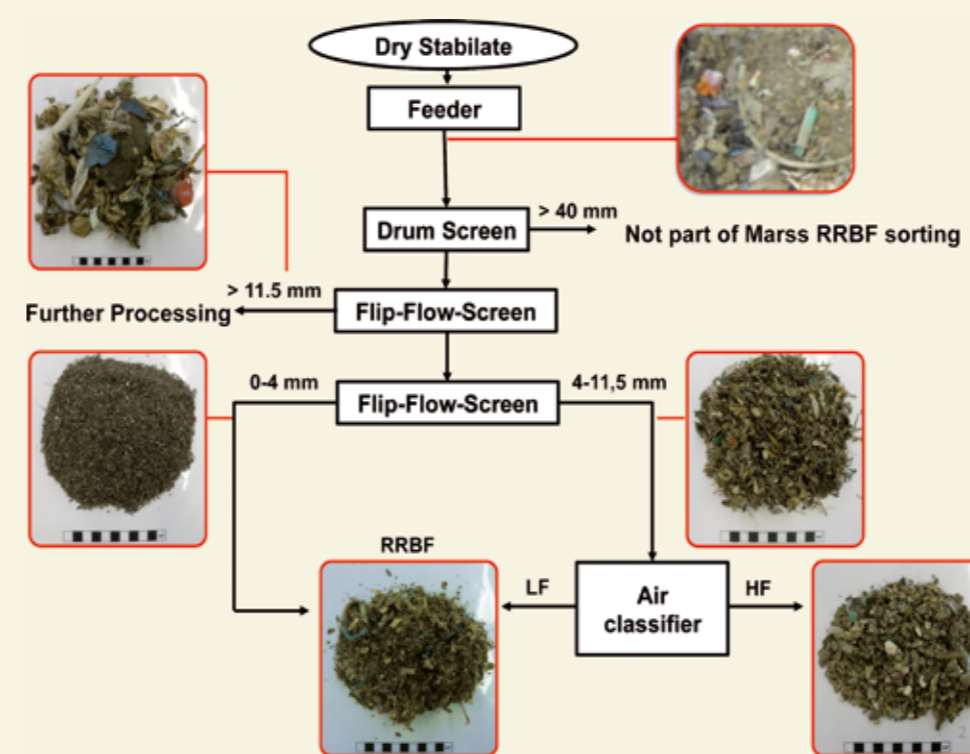 Dry Stabilate
Feeder
> 40 mm
Drum Screen
Not part of Marss RRBF sorting
> 11.5 mm
Further Processing
Flip-Flow-Screen
0-4 mm
4-11,5 mm
Flip-Flow-Screen
RRBF
LF
Air
classifier
HF
2